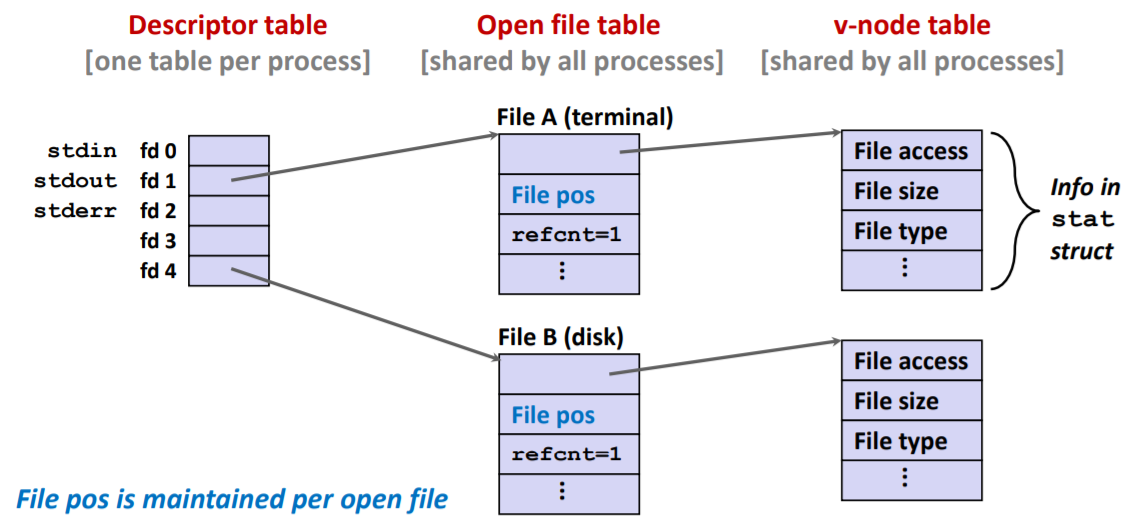 Descriptor table
[one table per process]
Open file table
[shared by all processes]
v-node table
[shared by all processes]
stdin fd 0
stdout fd 1
stderr fd 2
fd 3
fd 4
File A (terminal)
File pos
refcnt=1
⋮
File access
File size
File type
⋮
Info in
stat
struct
File B (disk)
File pos
refcnt=1
⋮
File access
File size
File type
⋮
File pos is maintained per open file